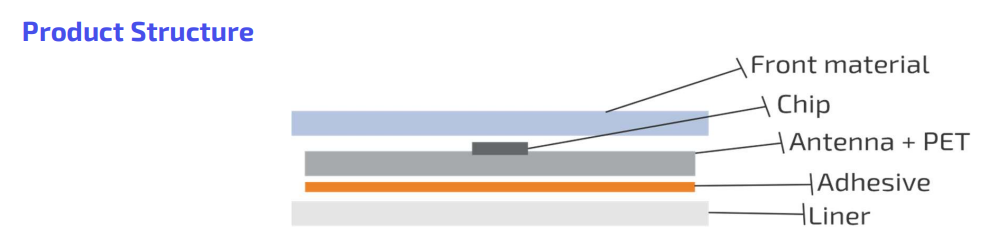 Product Structure
Front material
Chip
Antenna + PET
Adhesive
Liner